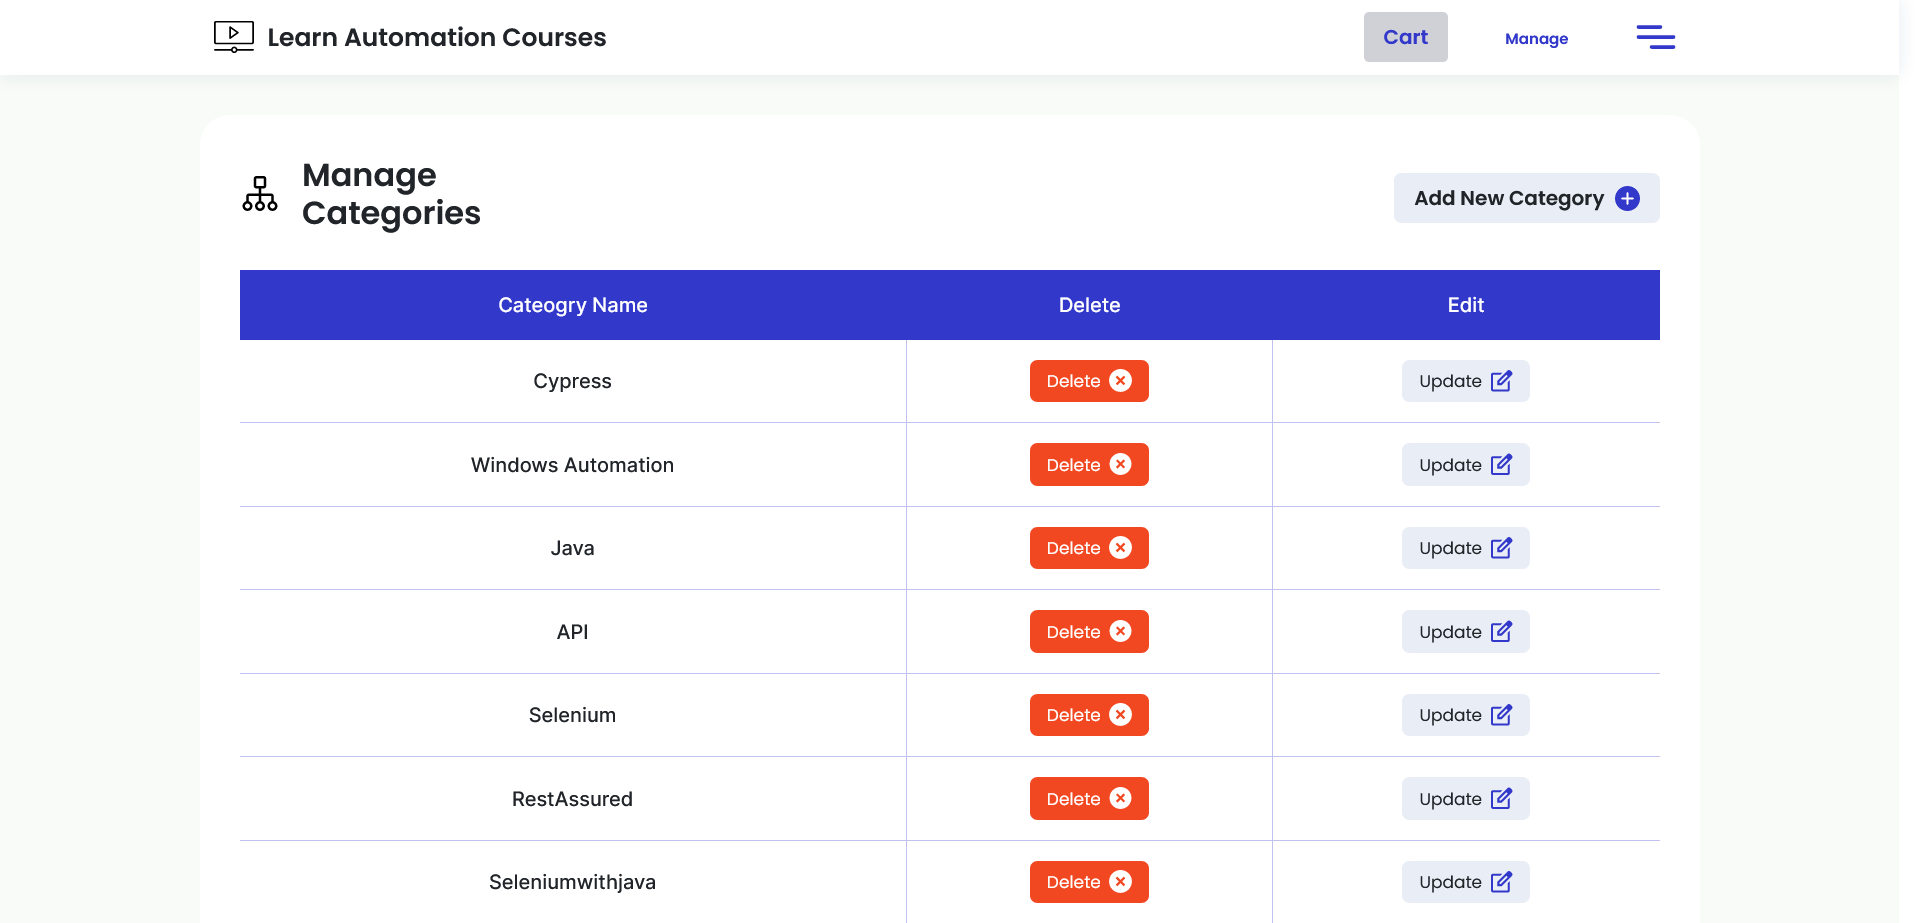 Learn Automation Courses
Cart
Manage
Manage
Categories
Add New Category
Cateogry Name Delete Edit
Cypress Delete Update
Windows Automation Delete Update
Java Delete Update
API Delete Update
Selenium Delete Update
RestAssured Delete Update
Seleniumwithjava Delete Update